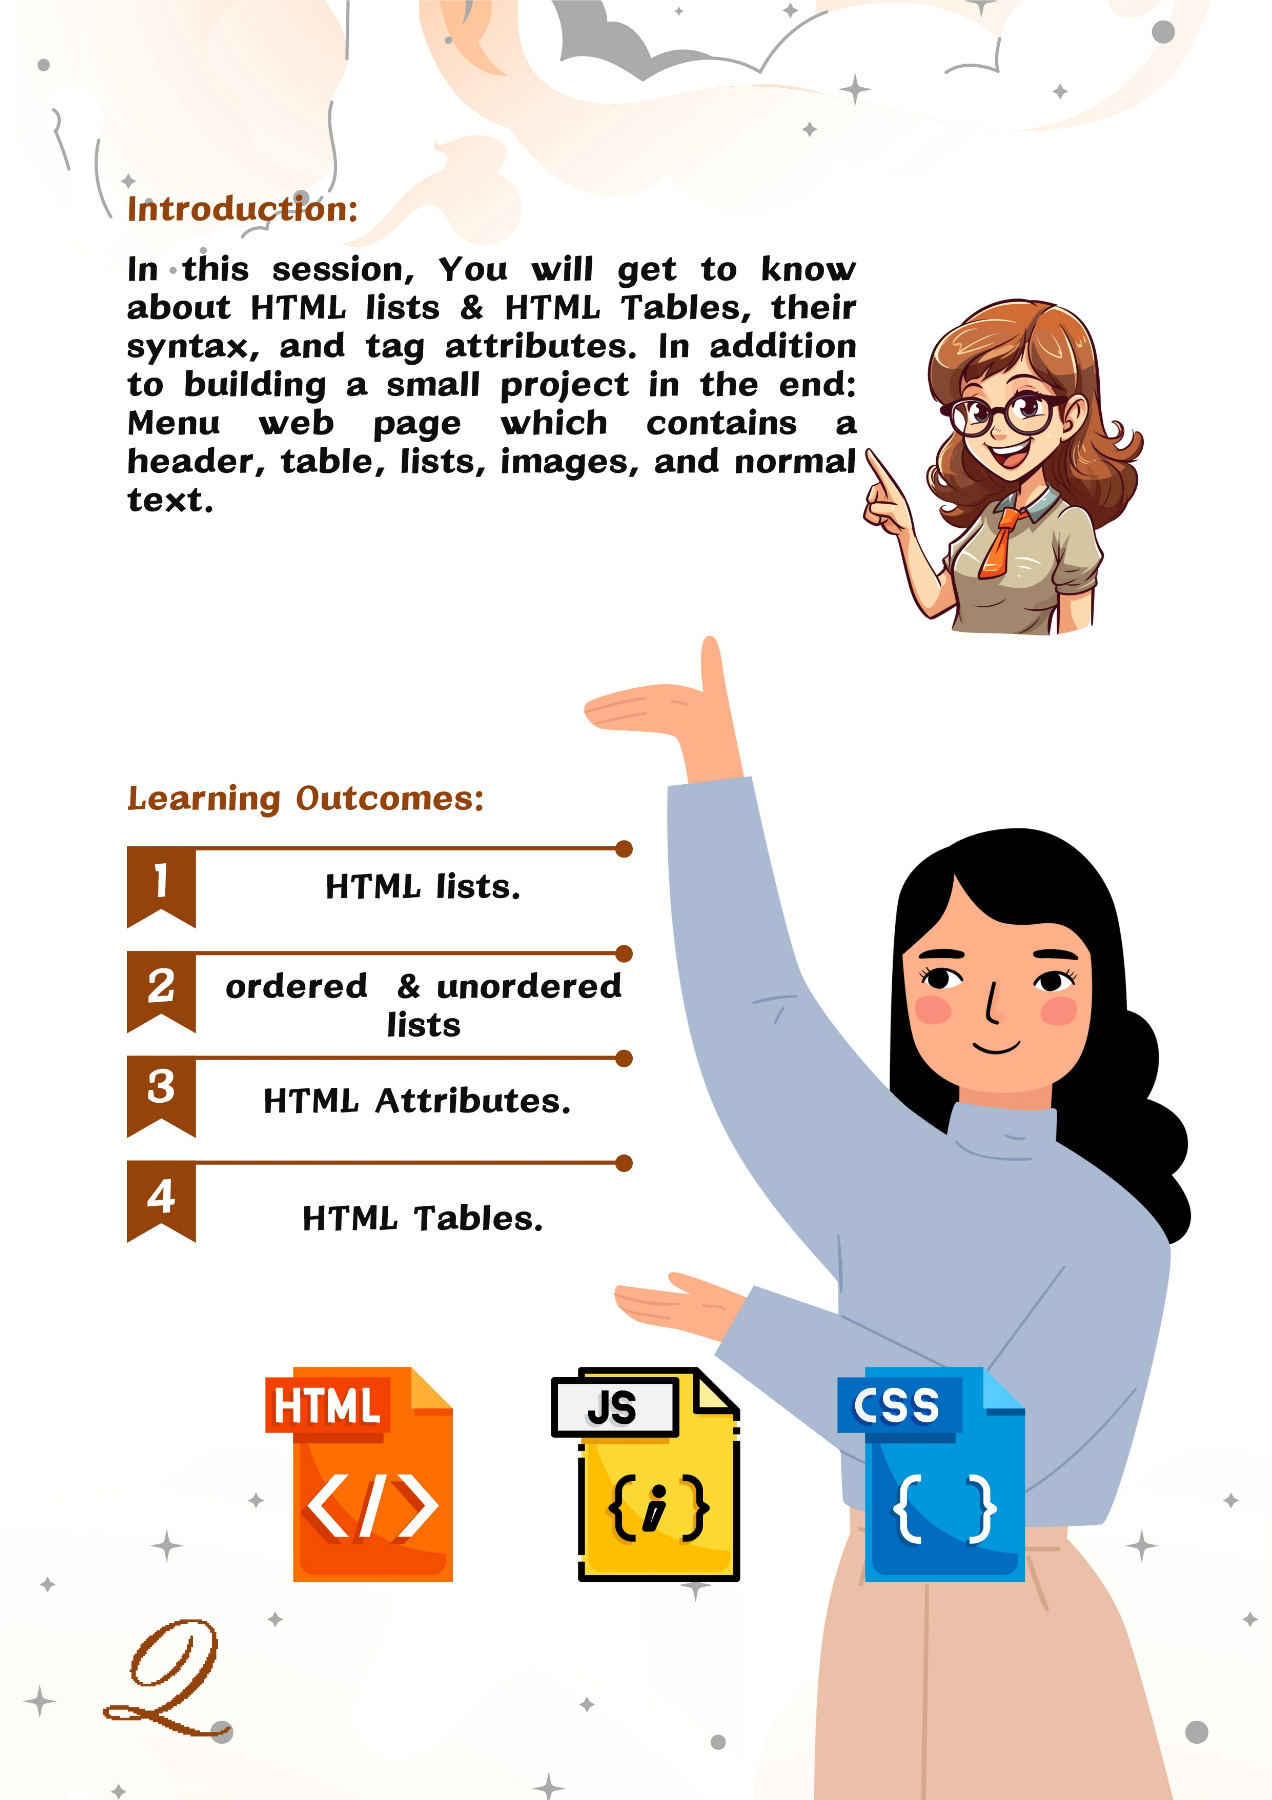 Introduction:
In this session, You will get to know
about HTML lists & HTML Tables, their
syntax, and tag attributes. In addition
to building a small project in the end:
Menu web page which contains a
header, table, lists, images, and normal
text.
Learning Outcomes:
1
HTML lists.
2
ordered & unordered
lists
3
HTML Attributes.
4
HTML Tables.
HTML
</>
JS
{i}
CSS
{ }
2